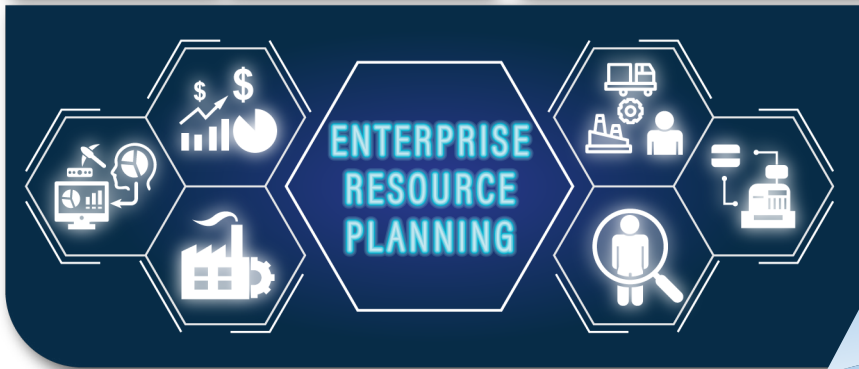 $ $
ENTERPRISE
RESOURCE
PLANNING